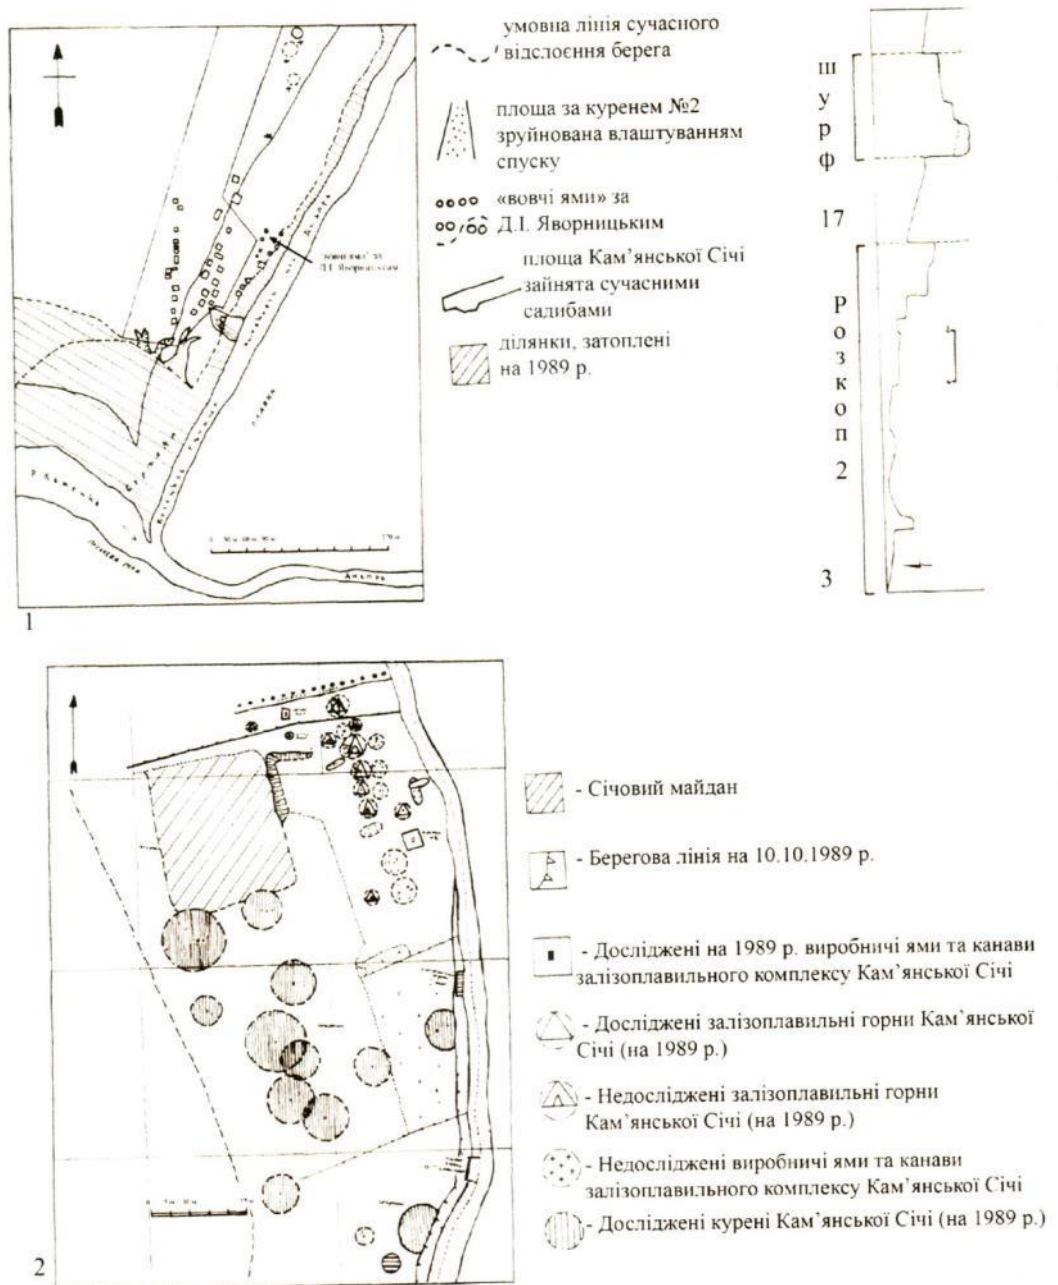 умовна лінія сучасного
відслоєння берега
площа за куренем №2
зруйнована влаштуванням
спуску
«вовчі ями» за
Д.І. Яворницьким
площа Кам'янської Січі
зайнята сучасними
садибами
ділянки, затоплені
на 1989 р.
Д.І. Яворницьким
1
шурф
17
Розкоп
2
3
- Січовий майдан
- Берегова лінія на 10.10.1989 р.
- Досліджені на 1989 р. виробничі ями та канави
залізоплавильного комплексу Кам'янської Січі
- Досліджені залізоплавильні горни Кам'янської
Січі (на 1989 р.)
- Недосліджені залізоплавильні горни
Кам'янської Січі (на 1989 р.)
- Недосліджені виробничі ями та канави
залізоплавильного комплексу Кам'янської Січі
- Досліджені курені Кам'янської Січі (на 1989 р.)
2